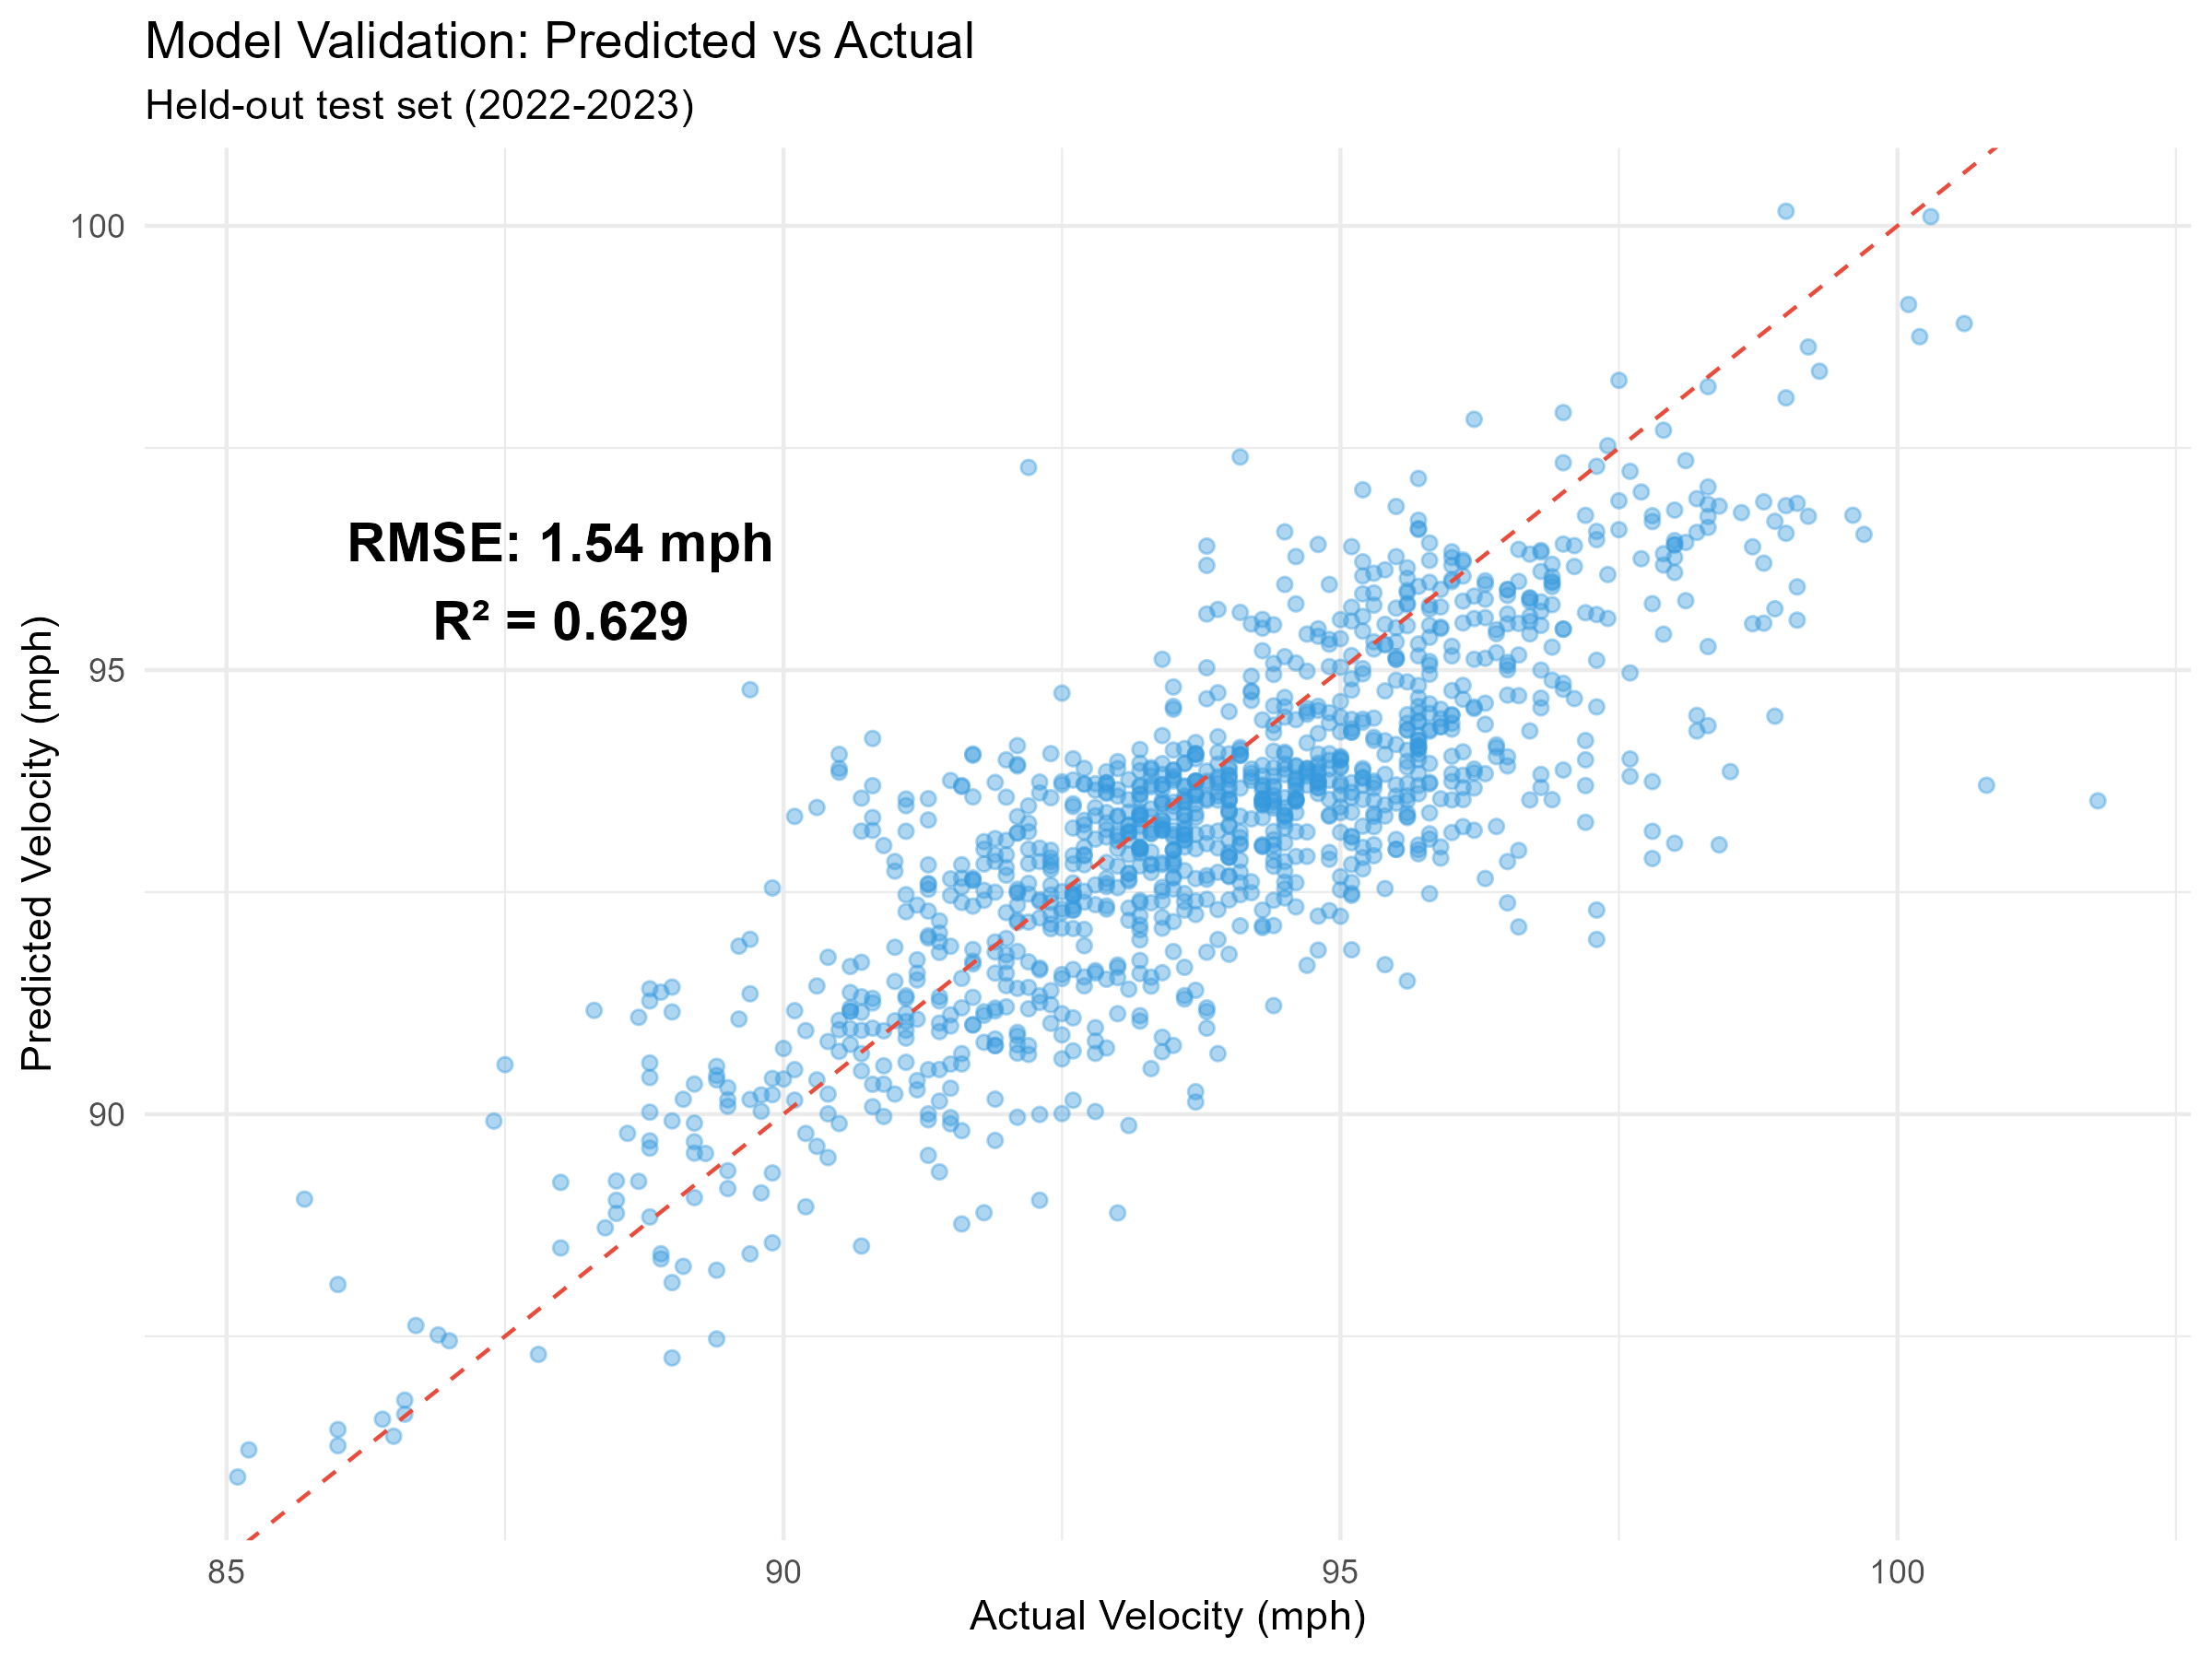 Model Validation: Predicted vs Actual
Held-out test set (2022-2023)
100
95
90
RMSE: 1.54 mph
R² = 0.629
Predicted Velocity (mph)
85
90
95
100
Actual Velocity (mph)